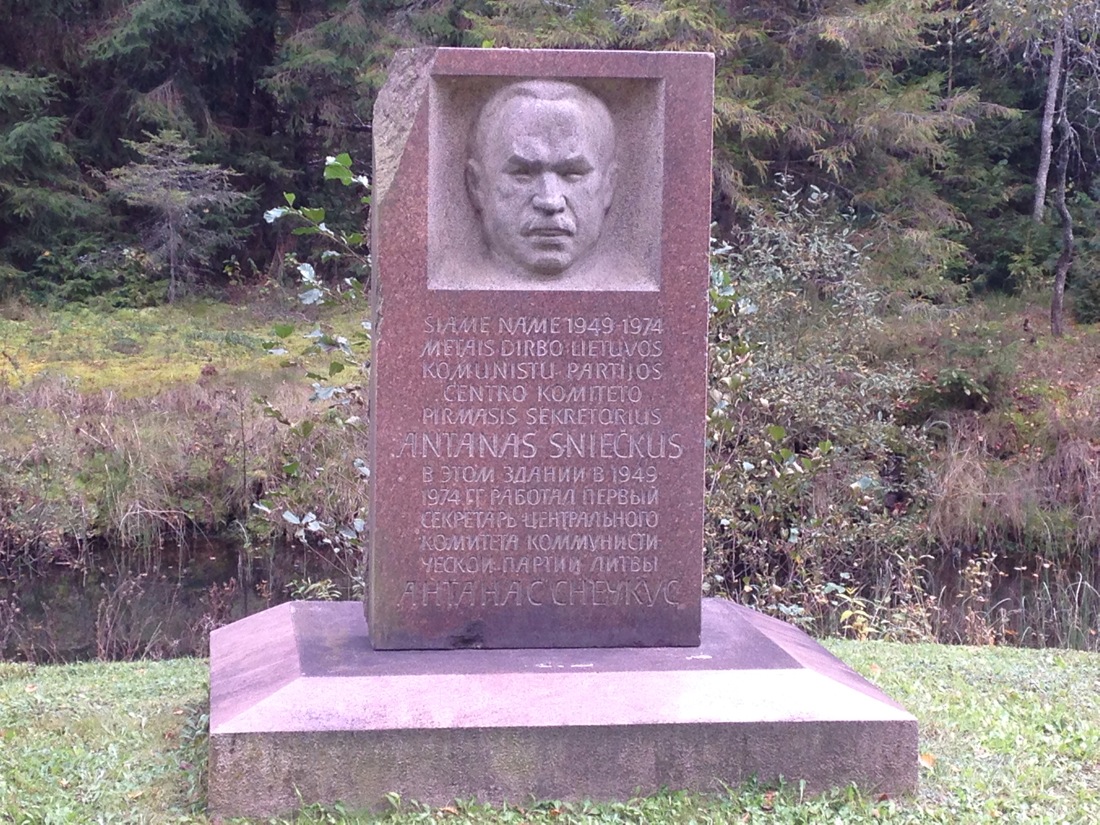 ŠIAME NAME 1949-1974
METAIS DIRBO LIETUVOS
KOMUNISTŲ PARTIJOS
CENTRO KOMITETO
PIRMASIS SEKRETORIUS
ANTANAS SNIEČKUS
В ЭТОМ ЗДАНИИ В 1949-
1974 ГГ. РАБОТАЛ ПЕРВЫЙ
СЕКРЕТАРЬ ЦЕНТРАЛЬНОГО
КОМИТЕТА КОММУНИСТИ
ЧЕСКОЙ ПАРТИИ ЛИТВЫ
АНТАНАС СНЕЧКУС